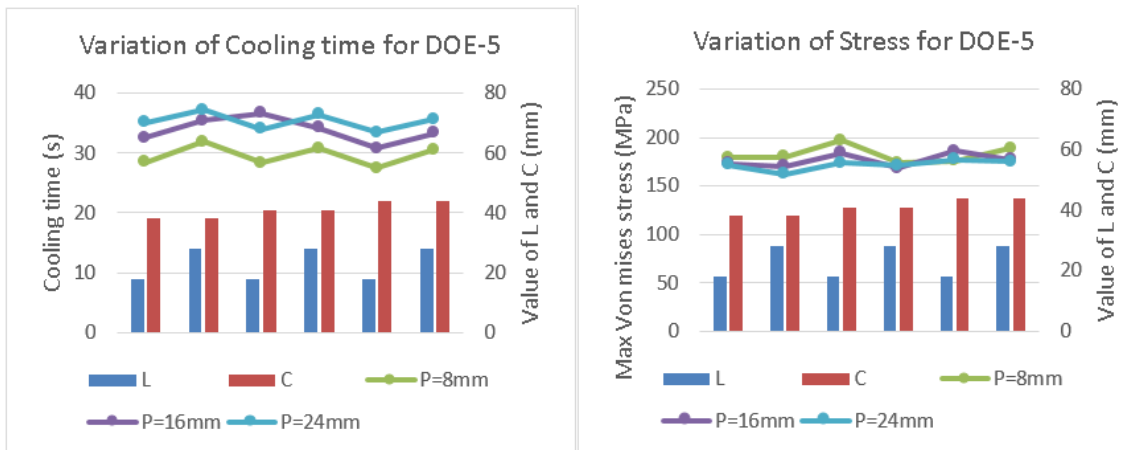 Variation of Cooling time for DOE-5
Cooling time (s)
40
30
20
10
0
80
60
40
20
0
Value of L and C (mm)
L
C
P=8mm
P=16mm
P=24mm
Variation of Stress for DOE-5
Max Von mises stress (MPa)
250
200
150
100
50
0
80
60
40
20
0
Value of L and C (mm)
L
C
P=8mm
P=16mm
P=24mm